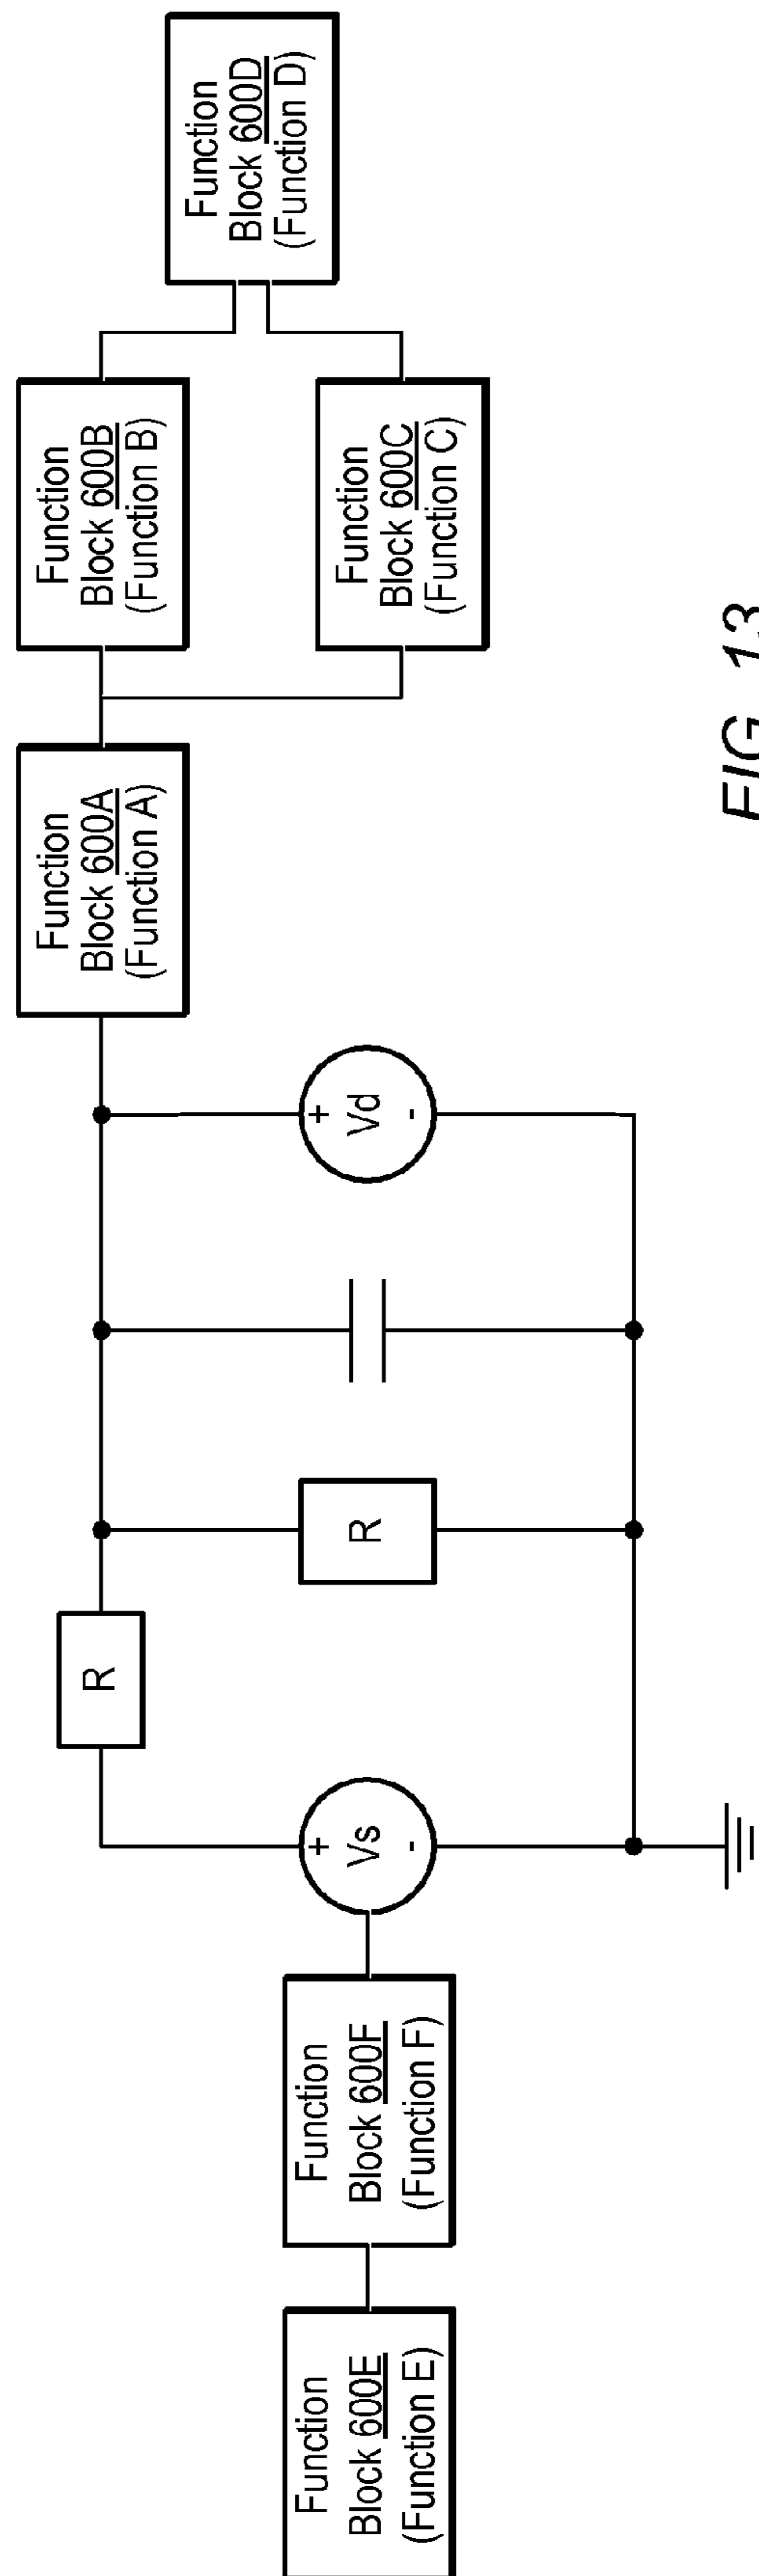 Function
Block 600E
(Function E)
Function
Block 600F
(Function F)
+
Vs
-
R
R
+
Vd
-
Function
Block 600A
(Function A)
Function
Block 600B
(Function B)
Function
Block 600C
(Function C)
Function
Block 600D
(Function D)
FIG. 13